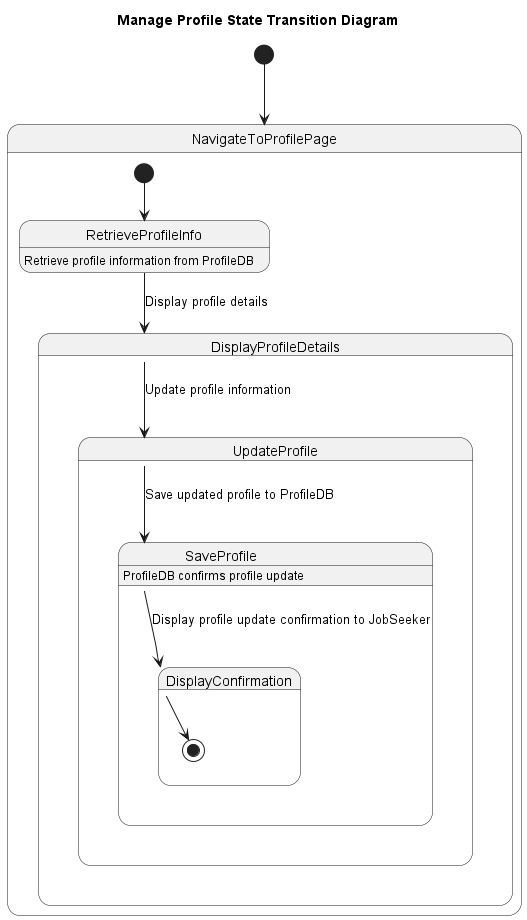 Manage Profile State Transition Diagram
NavigateToProfilePage
RetrieveProfileInfo
Retrieve profile information from ProfileDB
Display profile details
DisplayProfileDetails
Update profile information
UpdateProfile
Save updated profile to ProfileDB
SaveProfile
ProfileDB confirms profile update
Display profile update confirmation to JobSeeker
DisplayConfirmation